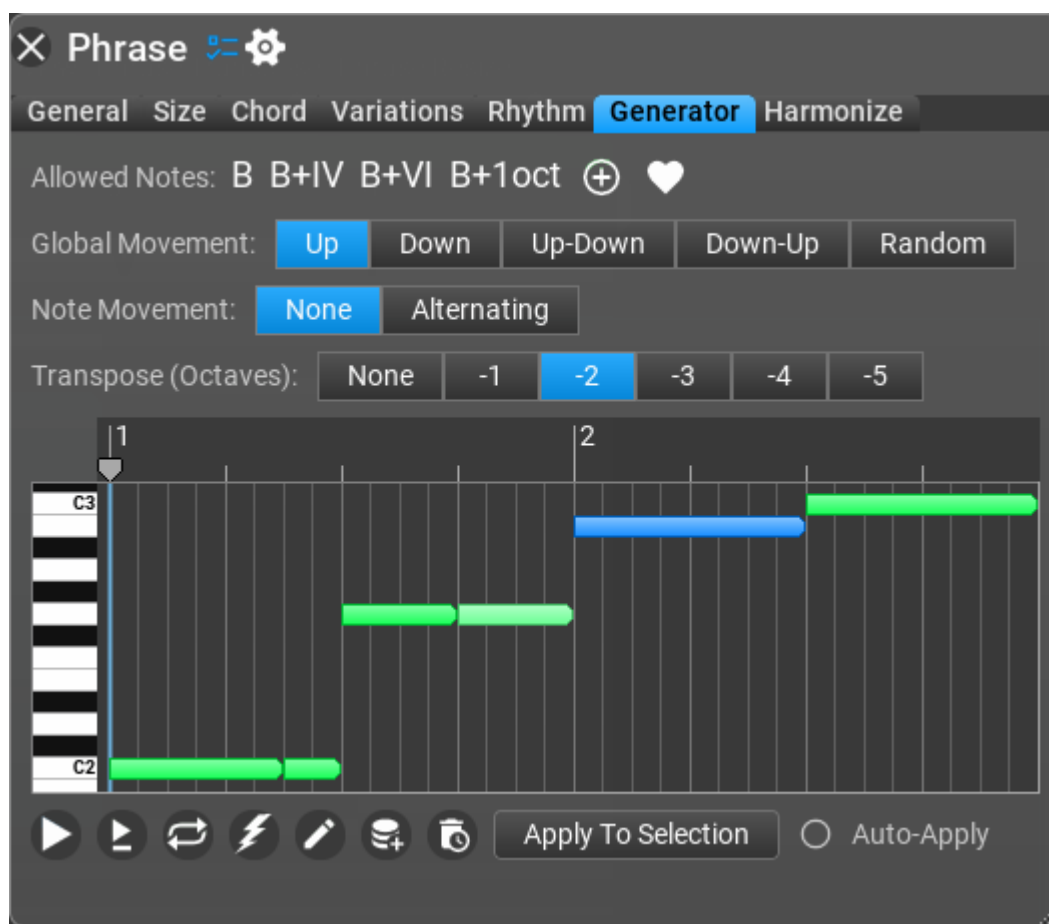 Phrase
General Size Chord Variations Rhythm Generator Harmonize
Allowed Notes: B B+IV B+VI B+1oct
Global Movement: Up Down Up-Down Down-Up Random
Note Movement: None Alternating
Transpose (Octaves): None -1 -2 -3 -4 -5
1 2
C3
C2
Apply To Selection Auto-Apply